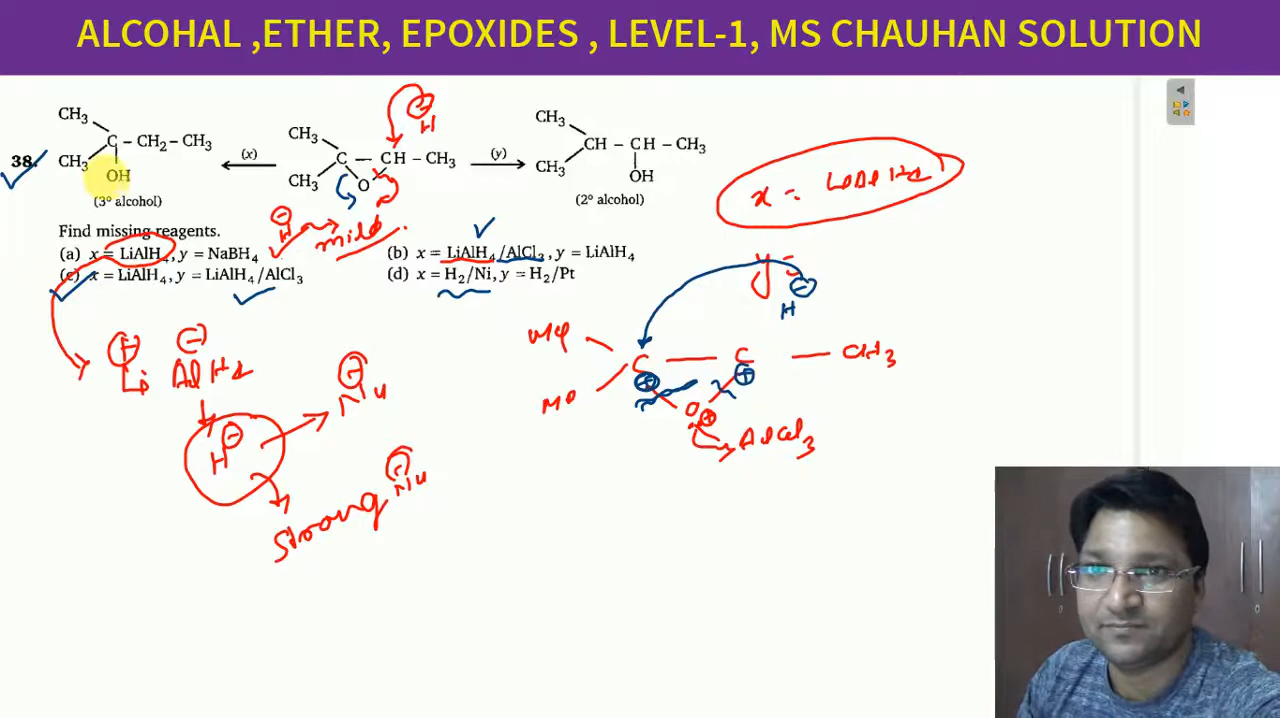 ALCOHAL ,ETHER, EPOXIDES , LEVEL-1, MS CHAUHAN SOLUTION
38.
CH₃ CH₃ C – CH₂ – CH₃ OH
(3° alcohol)
(x)
CH₃ CH₃ C – CH – CH₃ O
(y)
CH₃ CH₃ CH – CH – CH₃ OH
(2° alcohol)
⊖ H
⊖ H
mild
x = LiAlH₄
Find missing reagents.
(a) x = LiAlH₄, y = NaBH₄
(b) x = LiAlH₄/AlCl₃, y = LiAlH₄
(c) x = LiAlH₄, y = LiAlH₄/AlCl₃
(d) x = H₂/Ni, y = H₂/Pt
y =
⊖ H
⊕ Li ⊖ AlH₄
H ⊖
Nu ⊖
Strong Nu ⊖
Me Me C ⊕ — C ⊕ — CH₃
O ⊕
AlCl₃